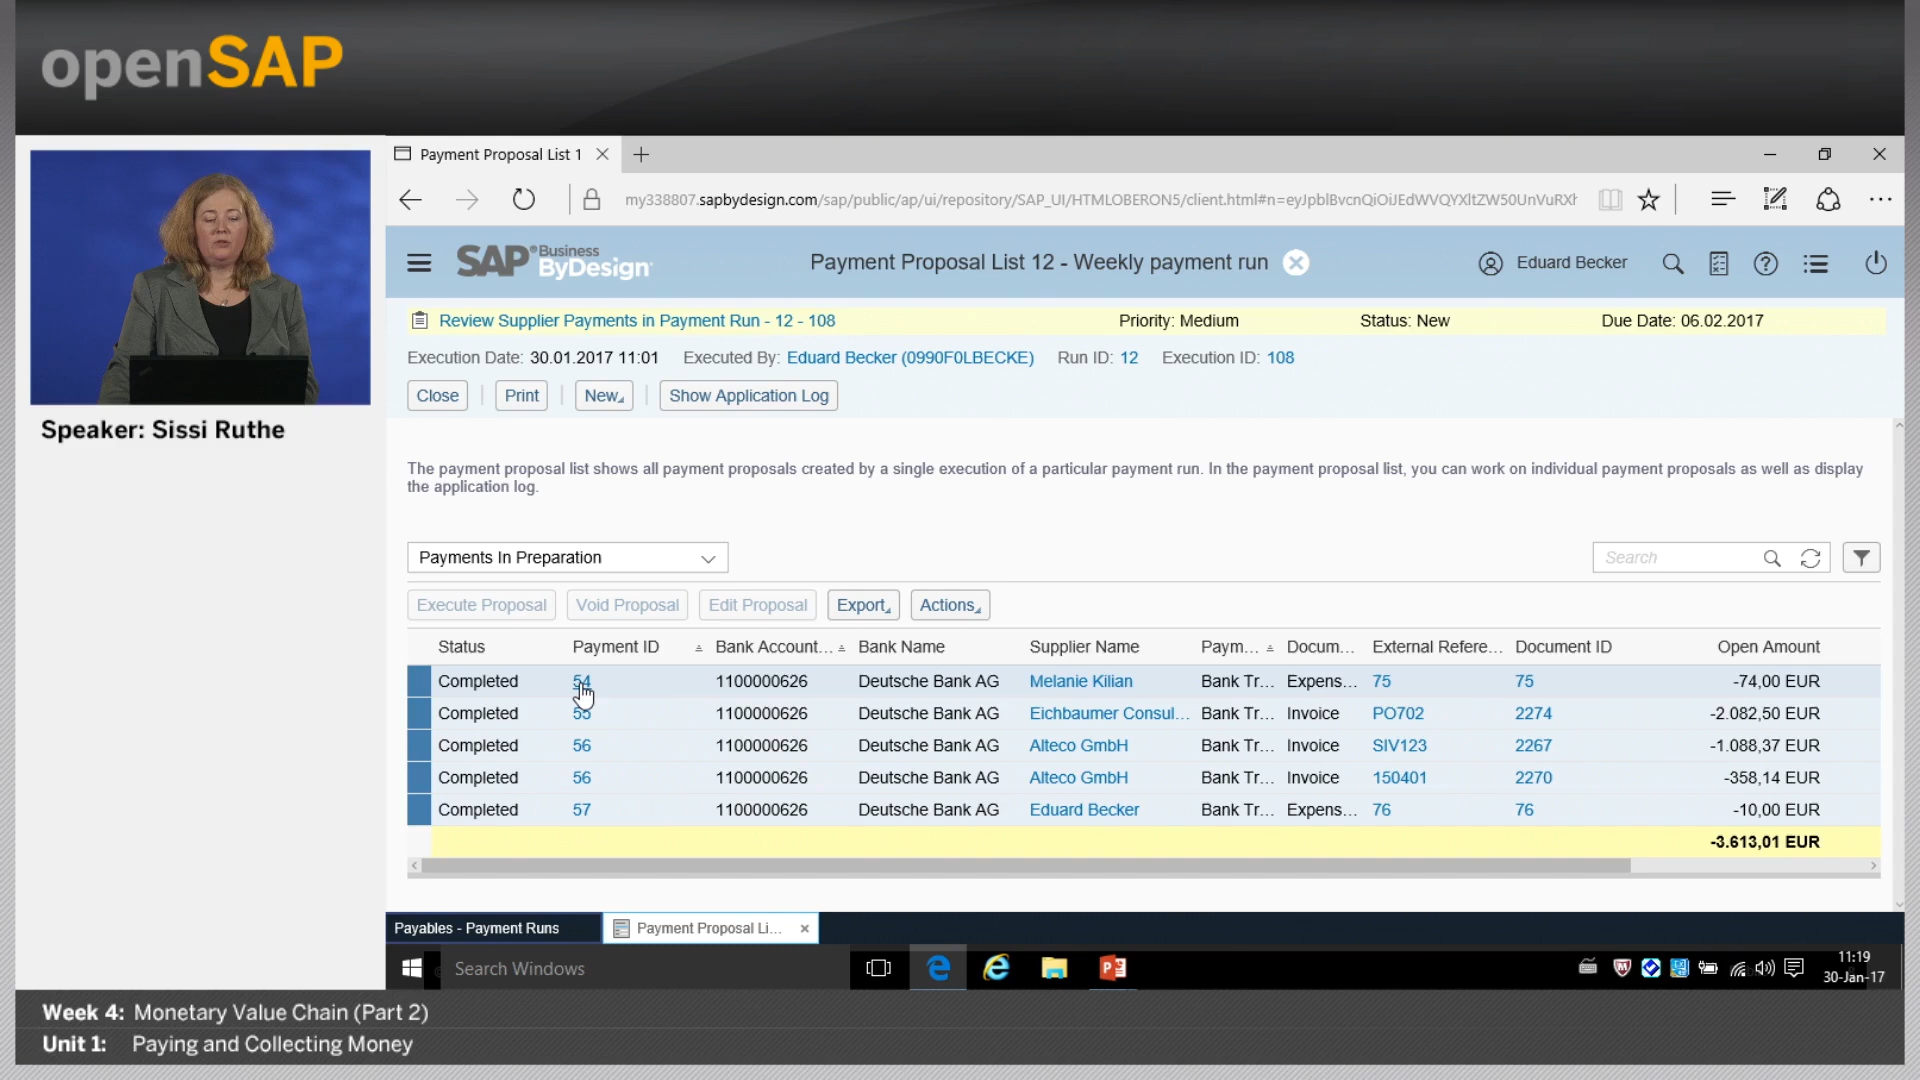 openSAP
Speaker: Sissi Ruthe
Payment Proposal List 1
my338807.sapbydesign.com/sap/public/ap/ui/repository/SAP_UI/HTMLOBERON5/client.html#n=
SAP Business ByDesign
Payment Proposal List 12 - Weekly payment run
Eduard Becker
Review Supplier Payments in Payment Run - 12 - 108 Priority: Medium Status: New Due Date: 06.02.2017
Execution Date: 30.01.2017 11:01 Executed By: Eduard Becker (0990F0LBECKE) Run ID: 12 Execution ID: 108
Close Print New Show Application Log
The payment proposal list shows all payment proposals created by a single execution of a particular payment run. In the payment proposal list, you can work on individual payment proposals as well as display
the application log.
Payments In Preparation Search
Execute Proposal Void Proposal Edit Proposal Export Actions
Status Payment ID Bank Account... Bank Name Supplier Name Paym... Docum... External Refere... Document ID Open Amount
Completed 54 1100000626 Deutsche Bank AG Melanie Kilian Bank Tr... Expens... 75 75 -74,00 EUR
Completed 55 1100000626 Deutsche Bank AG Eichbaumer Consul... Bank Tr... Invoice PO702 2274 -2.082,50 EUR
Completed 56 1100000626 Deutsche Bank AG Alteco GmbH Bank Tr... Invoice SIV123 2267 -1.088,37 EUR
Completed 56 1100000626 Deutsche Bank AG Alteco GmbH Bank Tr... Invoice 150401 2270 -358,14 EUR
Completed 57 1100000626 Deutsche Bank AG Eduard Becker Bank Tr... Expens... 76 76 -10,00 EUR
-3.613,01 EUR
Payables - Payment Runs Payment Proposal Li...
Search Windows
11:19
30-Jan-17
Week 4: Monetary Value Chain (Part 2)
Unit 1: Paying and Collecting Money